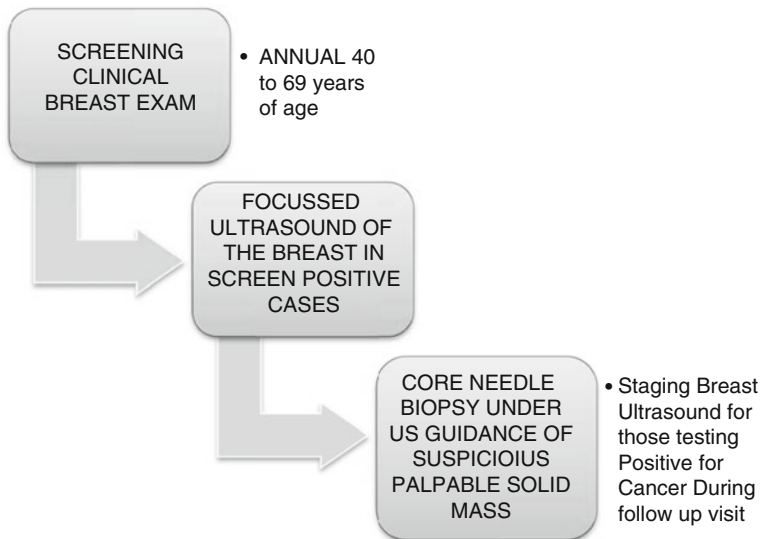 SCREENING
CLINICAL
BREAST EXAM
• ANNUAL 40
to 69 years
of age
FOCUSSED
ULTRASOUND OF
THE BREAST IN
SCREEN POSITIVE
CASES
CORE NEEDLE
BIOPSY UNDER
US GUIDANCE OF
SUSPICIOIUS
PALPABLE SOLID
MASS
• Staging Breast
Ultrasound for
those testing
Positive for
Cancer During
follow up visit